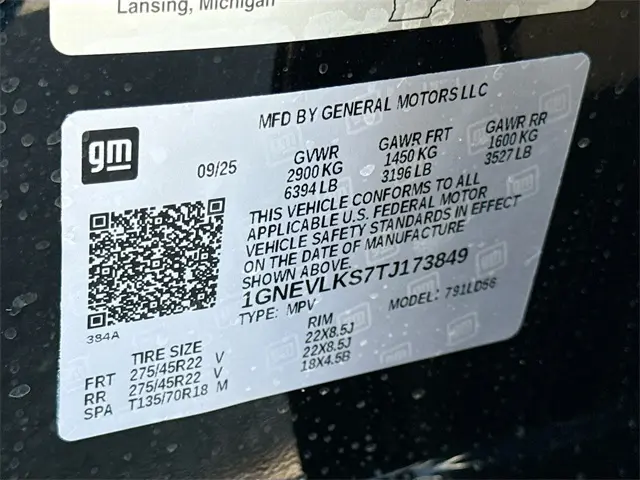 Lansing, Michigan
MFD BY GENERAL MOTORS LLC
gm
09/25
GVWR GAWR FRT GAWR RR
2900 KG 1450 KG 1600 KG
6394 LB 3196 LB 3527 LB
THIS VEHICLE CONFORMS TO ALL
APPLICABLE U.S. FEDERAL MOTOR
VEHICLE SAFETY STANDARDS IN EFFECT
ON THE DATE OF MANUFACTURE
SHOWN ABOVE.
1GNEVLKS7TJ173849
TYPE: MPV MODEL: 791LD56
384A
TIRE SIZE RIM
FRT 275/45R22 V 22X8.5J
RR 275/45R22 V 22X8.5J
SPA T135/70R18 M 18X4.5B